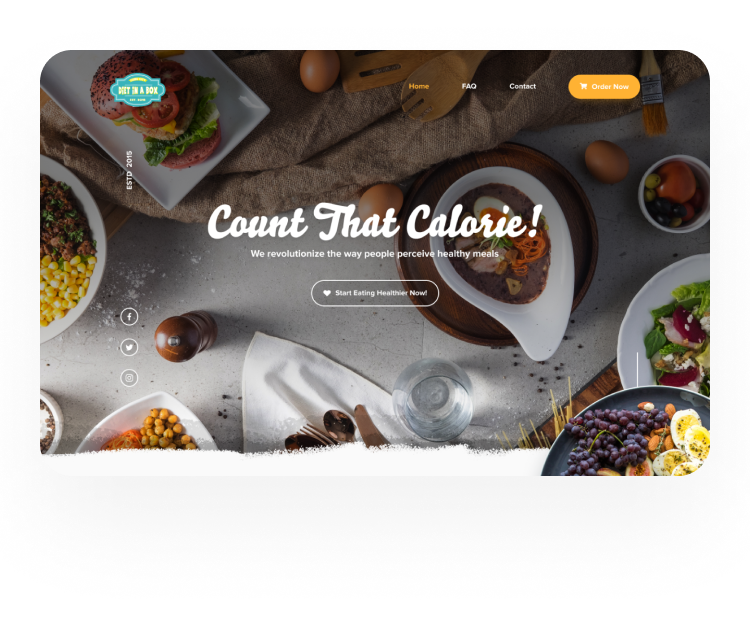 DIET IN A BOX
EST. 2015
Home
FAQ
Contact
Order Now
ESTD 2015
Count That Calorie!
We revolutionize the way people perceive healthy meals
Start Eating Healthier Now!